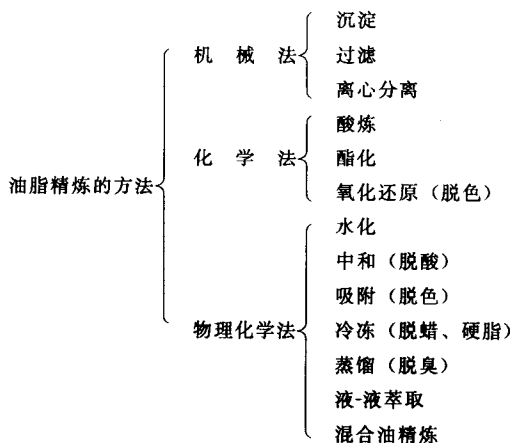 油脂精炼的方法
机械法
沉淀
过滤
离心分离
化学法
酸炼
酯化
氧化还原（脱色）
物理化学法
水化
中和（脱酸）
吸附（脱色）
冷冻（脱蜡、硬脂）
蒸馏（脱臭）
液-液萃取
混合油精炼